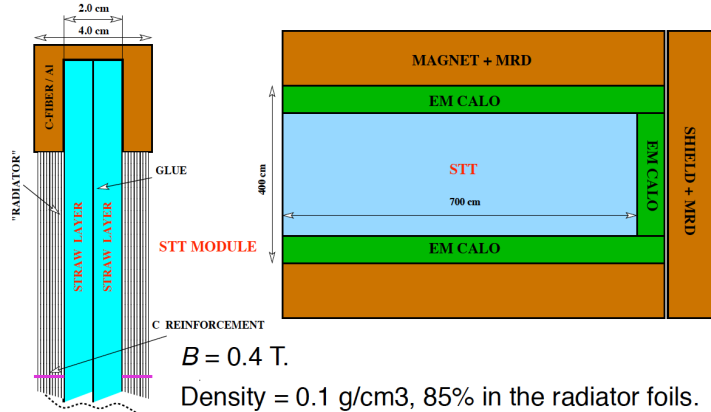 2.0 cm
4.0 cm
C-FIBER / Al
"RADIATOR"
GLUE
STRAW LAYER
STRAW LAYER
STT MODULE
C REINFORCEMENT
MAGNET + MRD
EM CALO
400 cm
STT
700 cm
EM CALO
EM CALO
SHIELD + MRD
B = 0.4 T.
Density = 0.1 g/cm3, 85% in the radiator foils.